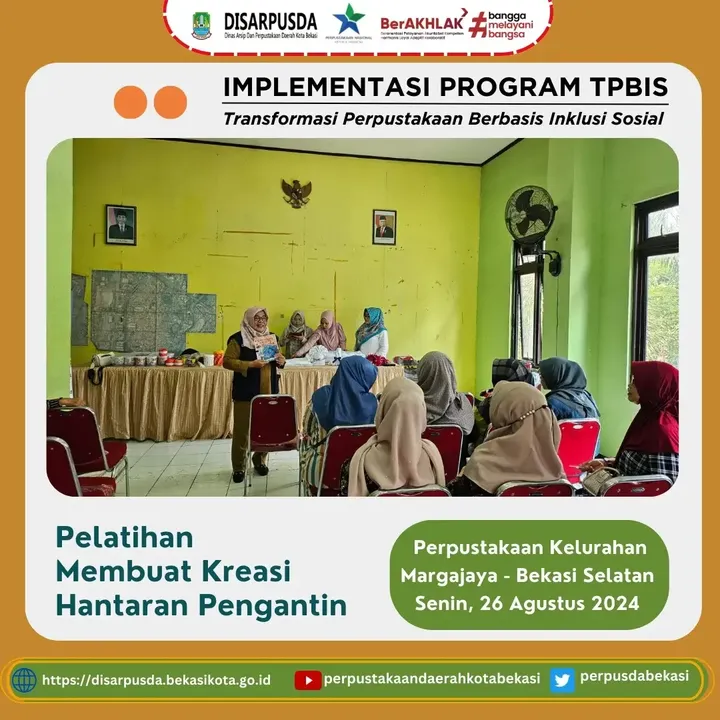 DISARPUSDA
Dinas Arsip Dan Perpustakaan Daerah Kota Bekasi
PERPUSTAKAAN NASIONAL
BerAKHLAK
#bangga
melayani
bangsa
IMPLEMENTASI PROGRAM TPBIS
Transformasi Perpustakaan Berbasis Inklusi Sosial
Pelatihan
Membuat Kreasi
Hantaran Pengantin
Perpustakaan Kelurahan
Margajaya - Bekasi Selatan
Senin, 26 Agustus 2024
https://disarpusda.bekasikota.go.id
perpustakaandaerahkotabekasi
perpusdabekasi